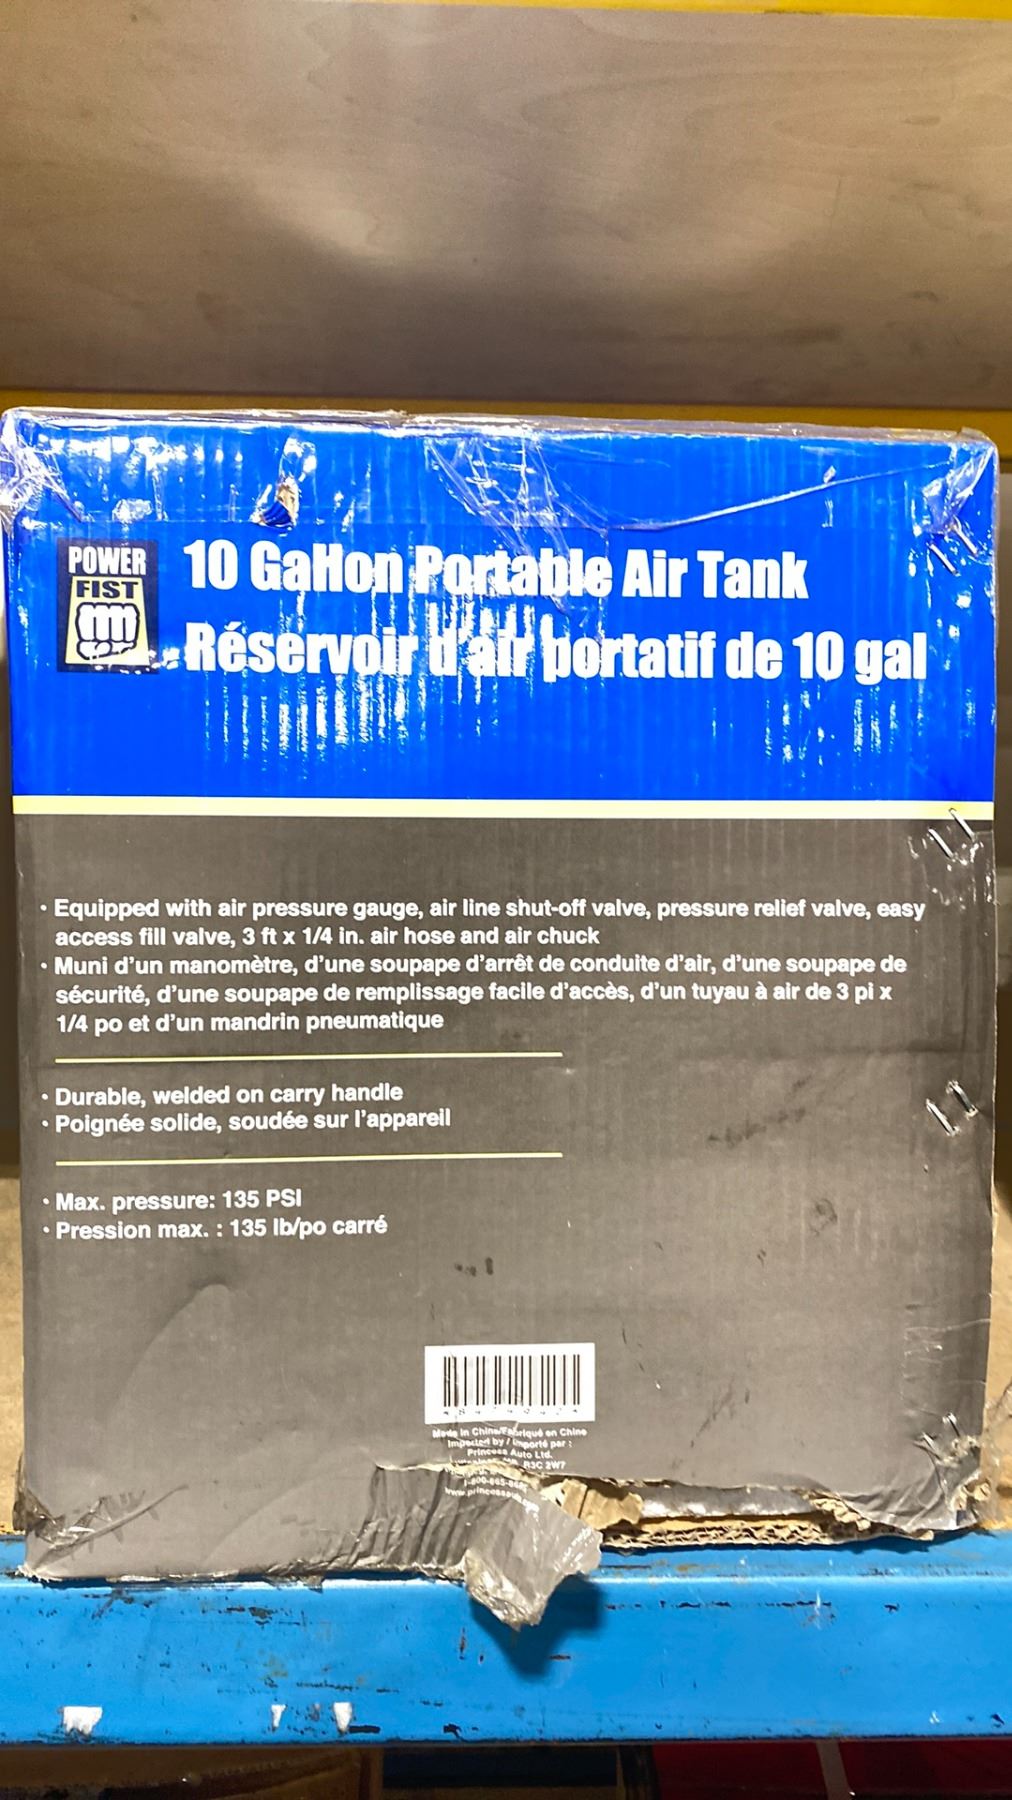 POWER
FIST
10 Gallon Portable Air Tank
Réservoir d'air portatif de 10 gal
• Equipped with air pressure gauge, air line shut-off valve, pressure relief valve, easy
access fill valve, 3 ft x 1/4 in. air hose and air chuck
• Muni d'un manomètre, d'une soupape d'arrêt de conduite d'air, d'une soupape de
sécurité, d'une soupape de remplissage facile d'accès, d'un tuyau à air de 3 pi x
1/4 po et d'un mandrin pneumatique
• Durable, welded on carry handle
• Poignée solide, soudée sur l'appareil
• Max. pressure: 135 PSI
• Pression max. : 135 lb/po carré
Made in China/Fabriqué en Chine
Imported by / Importé par :
Princess Auto Ltd.
R3C 2W7